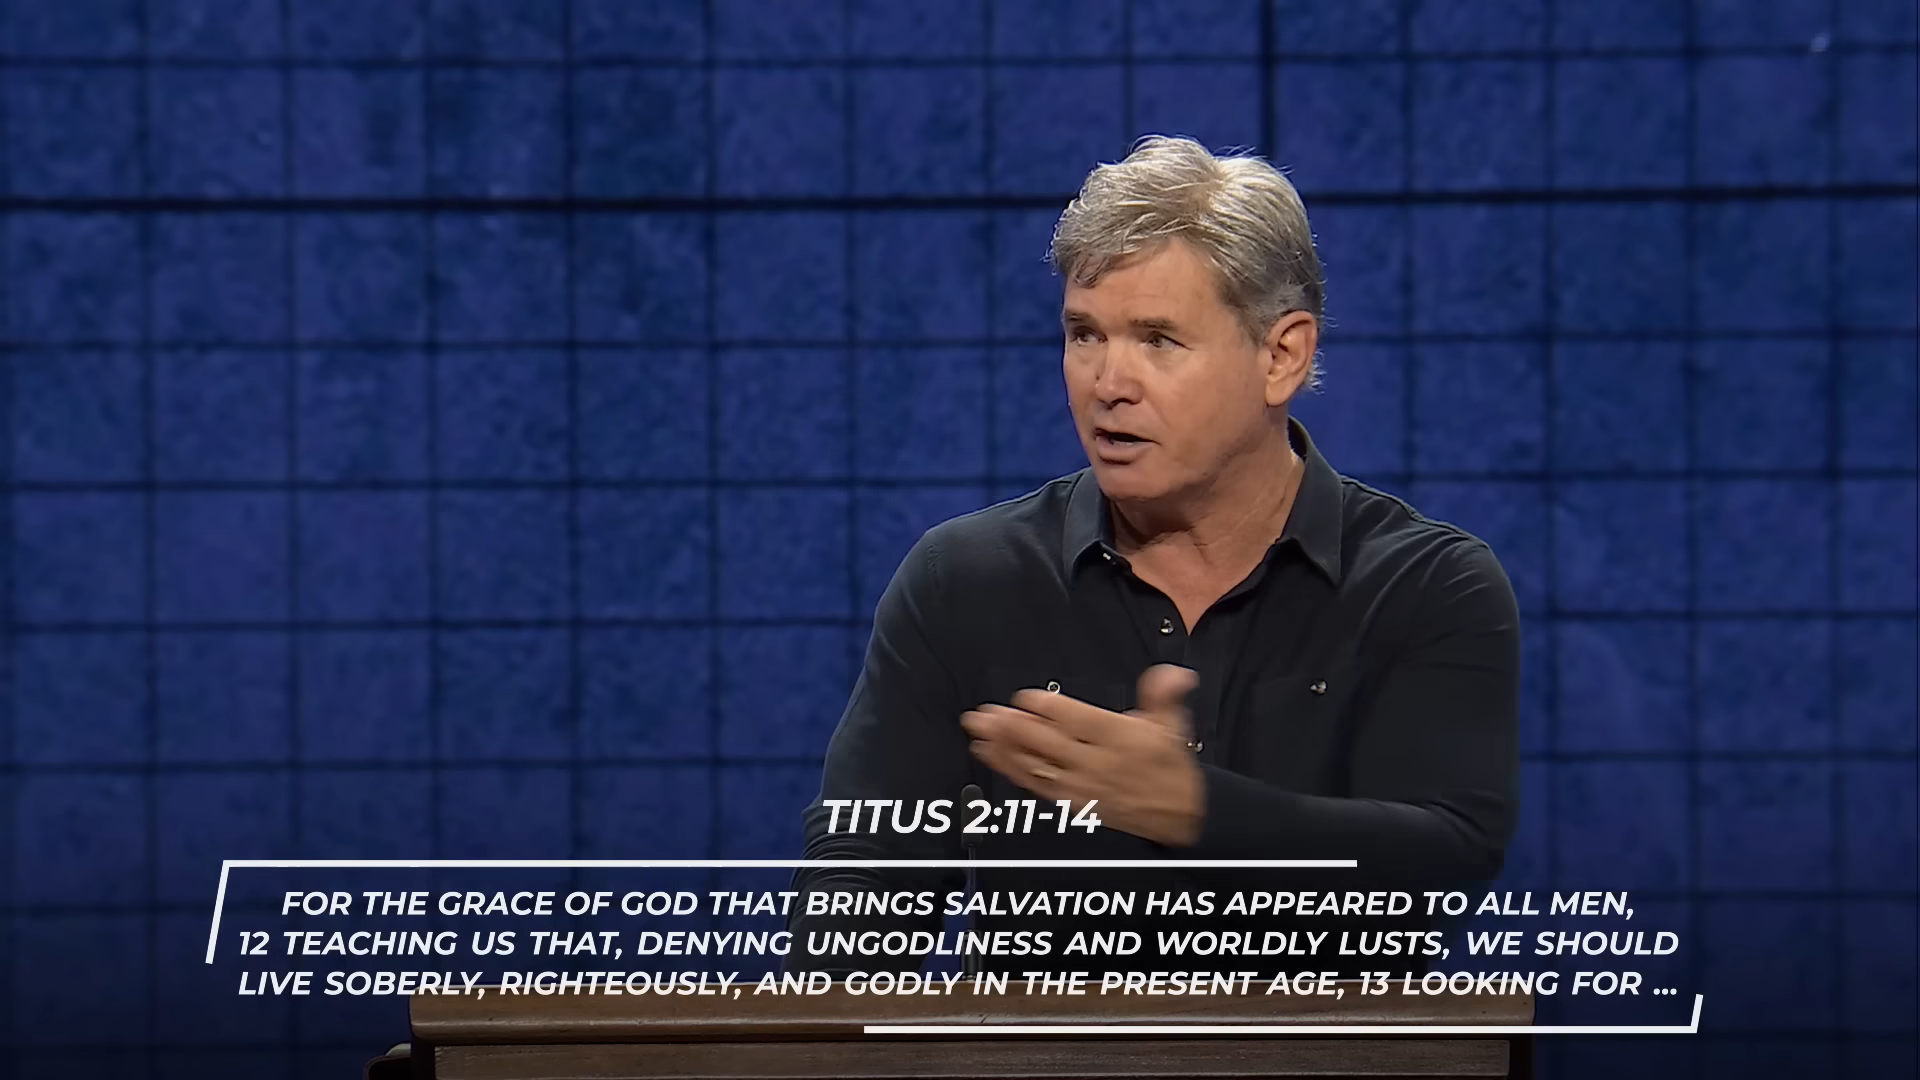 TITUS 2:11-14
FOR THE GRACE OF GOD THAT BRINGS SALVATION HAS APPEARED TO ALL MEN,
12 TEACHING US THAT, DENYING UNGODLINESS AND WORLDLY LUSTS, WE SHOULD
LIVE SOBERLY, RIGHTEOUSLY, AND GODLY IN THE PRESENT AGE, 13 LOOKING FOR ...